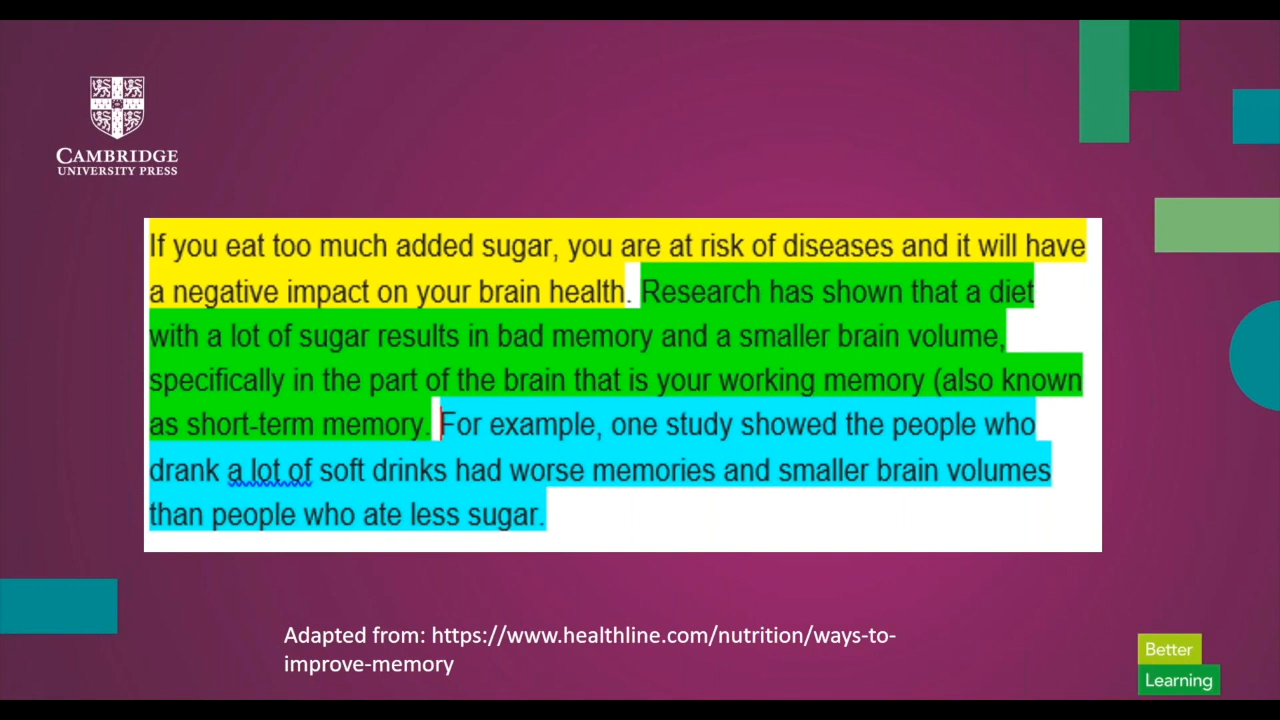 CAMBRIDGE
UNIVERSITY PRESS
If you eat too much added sugar, you are at risk of diseases and it will have
a negative impact on your brain health. Research has shown that a diet
with a lot of sugar results in bad memory and a smaller brain volume,
specifically in the part of the brain that is your working memory (also known
as short-term memory. For example, one study showed the people who
drank a lot of soft drinks had worse memories and smaller brain volumes
than people who ate less sugar.
Adapted from: https://www.healthline.com/nutrition/ways-to-
improve-memory
Better
Learning